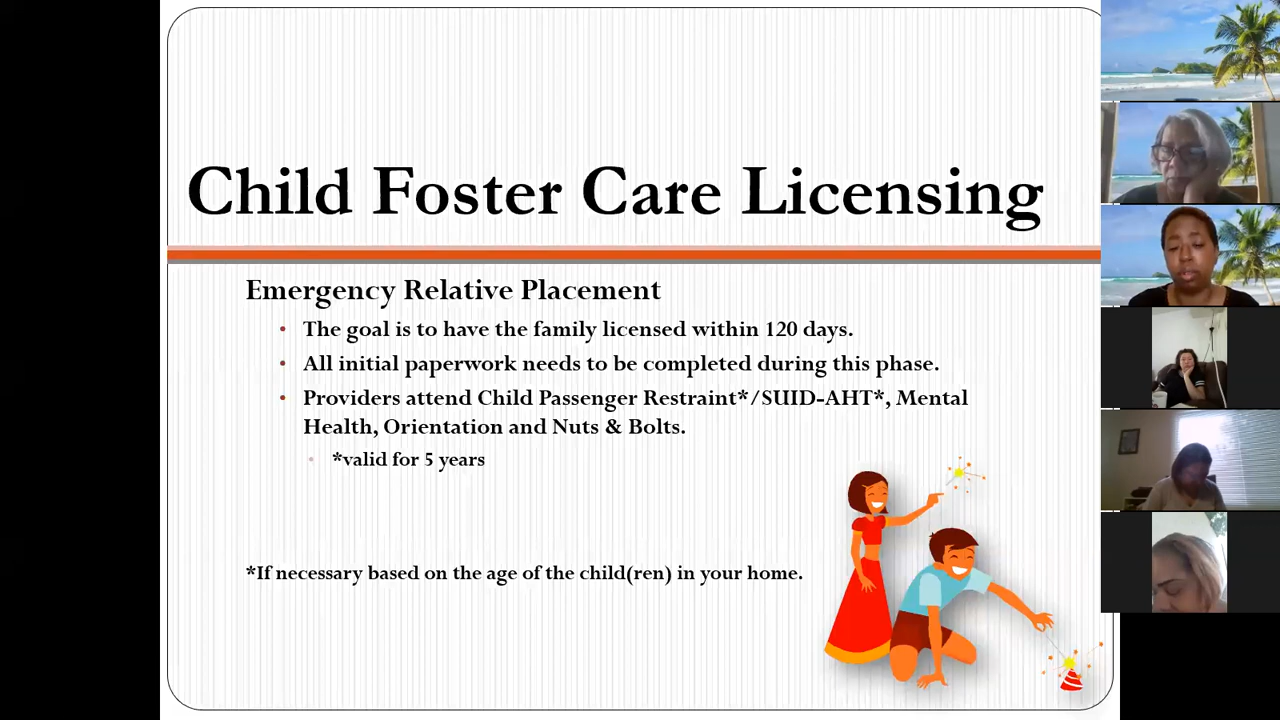 Child Foster Care Licensing
Emergency Relative Placement
• The goal is to have the family licensed within 120 days.
• All initial paperwork needs to be completed during this phase.
• Providers attend Child Passenger Restraint*/SUID-AHT*, Mental
Health, Orientation and Nuts & Bolts.
• *valid for 5 years
*If necessary based on the age of the child(ren) in your home.